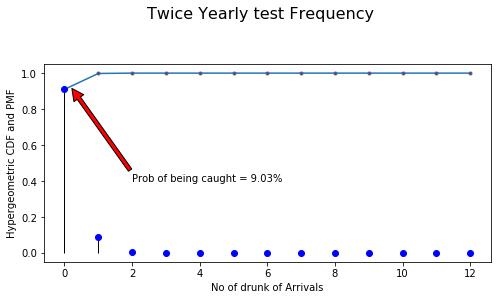 Twice Yearly test Frequency
Hypergeometric CDF and PMF
1.0
0.8
0.6
0.4
0.2
0.0
Prob of being caught = 9.03%
0 2 4 6 8 10 12
No of drunk of Arrivals